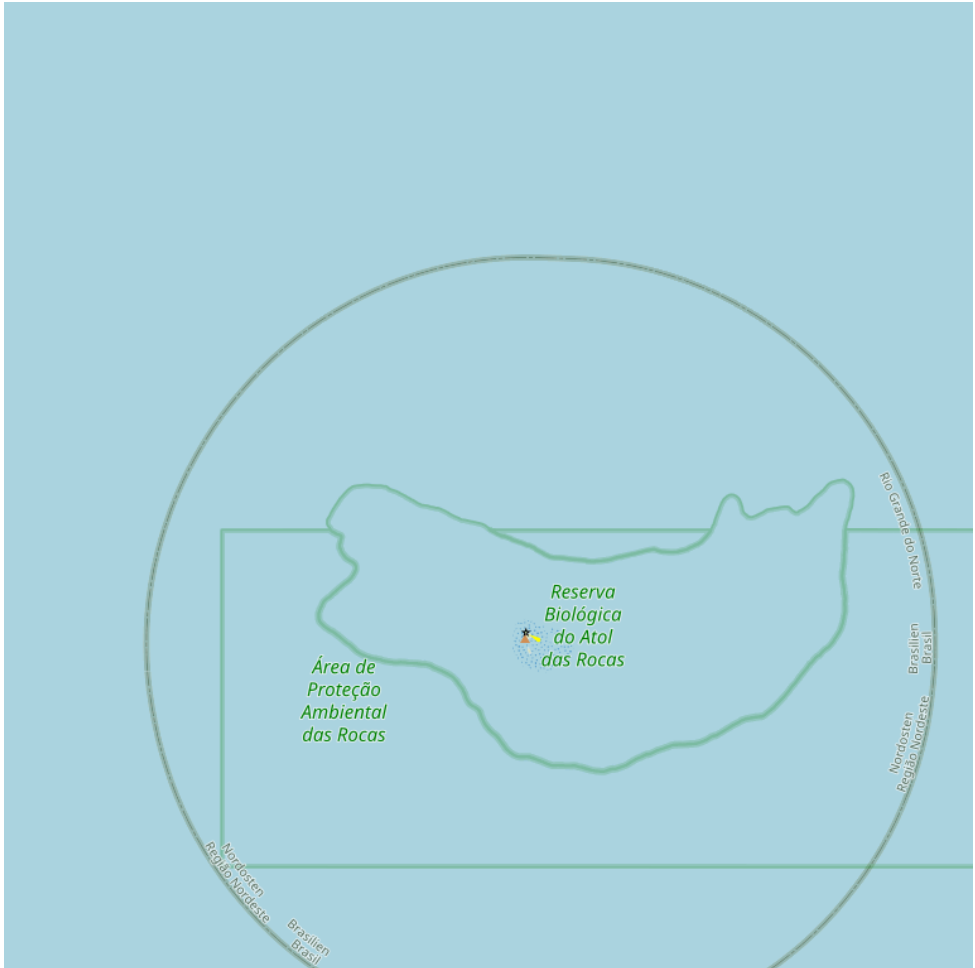 Rio Grande do Norte
Reserva
Biológica
do Atol
das Rocas
Brasilien
Brasil
Área de
Proteção
Ambiental
das Rocas
Nordosten
Região Nordeste
Nordosten
Região Nordeste
Brasilien
Brasil